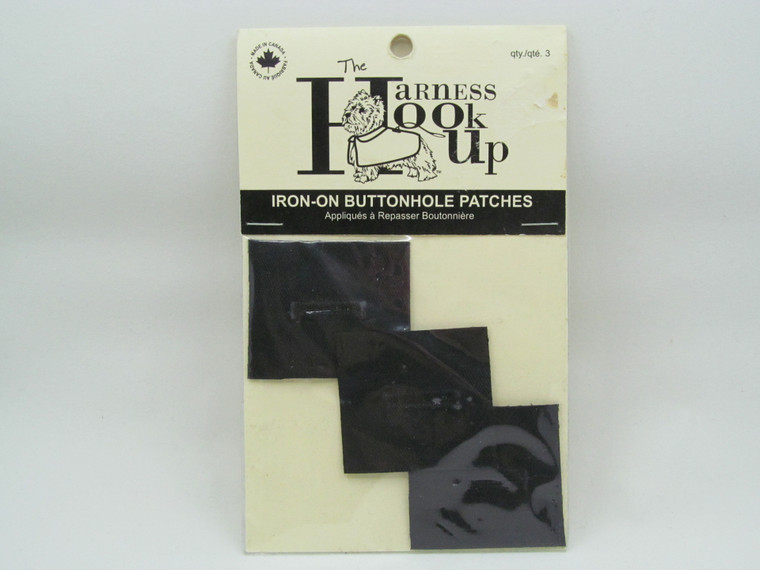 MADE IN CANADA • FABRIQUÉ AU CANADA •
qty./qté. 3
The
HARNESS
Hook
Up
IRON-ON BUTTONHOLE PATCHES
Appliqués à Repasser Boutonnière